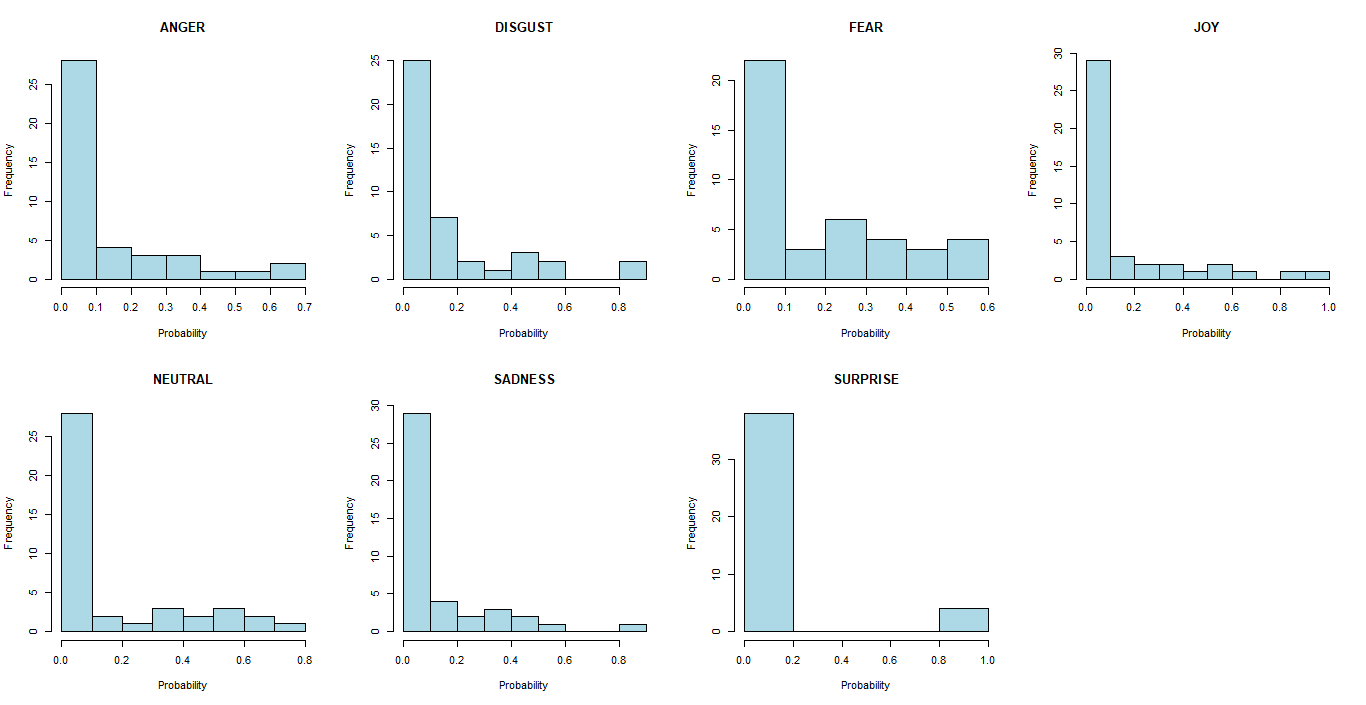 ANGER
Frequency
0 5 10 15 20 25
0.0 0.1 0.2 0.3 0.4 0.5 0.6 0.7
Probability
DISGUST
Frequency
0 5 10 15 20 25
0.0 0.2 0.4 0.6 0.8
Probability
FEAR
Frequency
0 5 10 15 20
0.0 0.1 0.2 0.3 0.4 0.5 0.6
Probability
JOY
Frequency
0 5 10 15 20 25 30
0.0 0.2 0.4 0.6 0.8 1.0
Probability
NEUTRAL
Frequency
0 5 10 15 20 25
0.0 0.2 0.4 0.6 0.8
Probability
SADNESS
Frequency
0 5 10 15 20 25 30
0.0 0.2 0.4 0.6 0.8
Probability
SURPRISE
Frequency
0 10 20 30
0.0 0.2 0.4 0.6 0.8 1.0
Probability